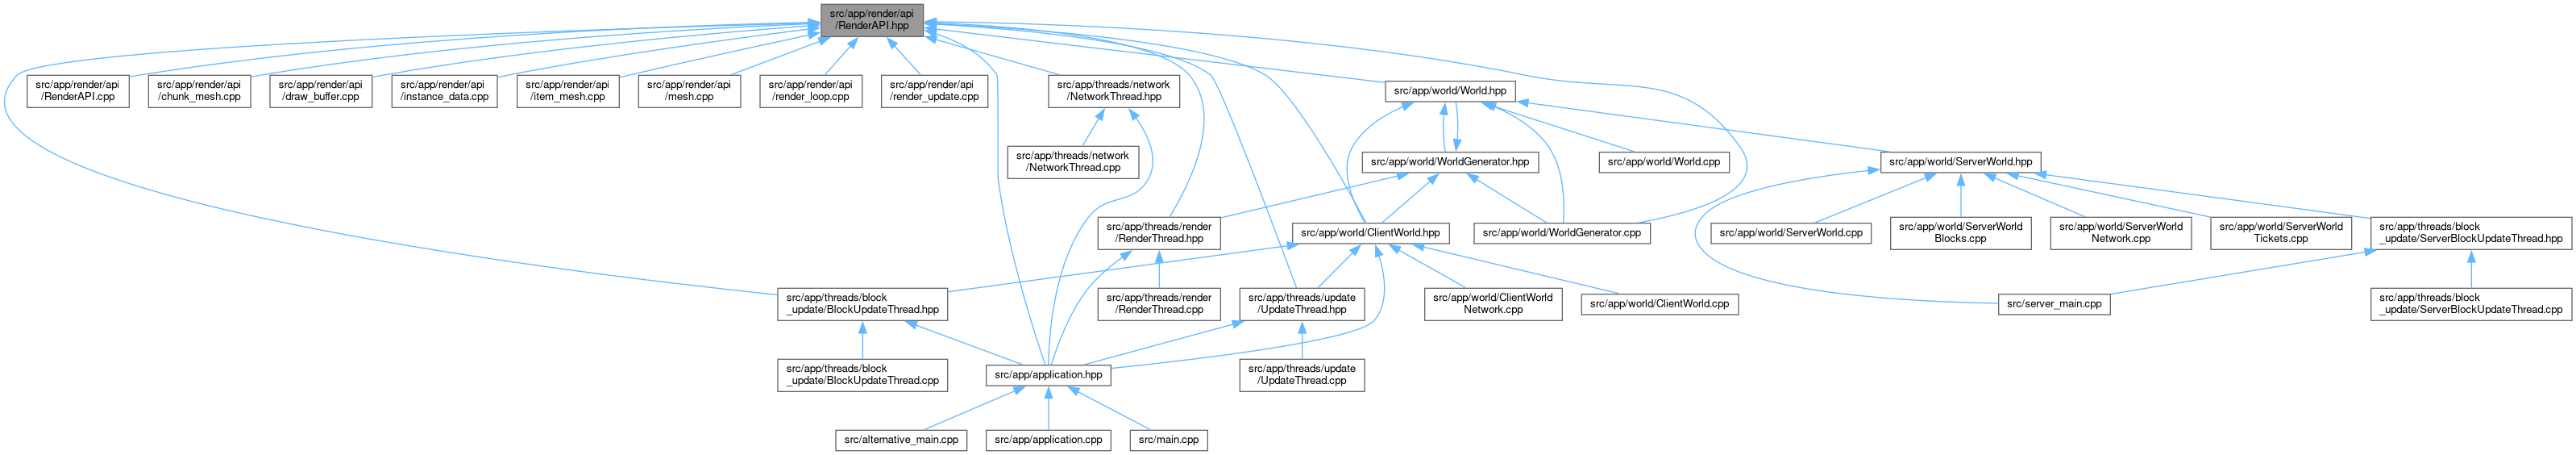 src/app/render/api
/RenderAPI.hpp
src/app/render/api
/RenderAPI.cpp
src/app/render/api
/chunk_mesh.cpp
src/app/render/api
/draw_buffer.cpp
src/app/render/api
/instance_data.cpp
src/app/render/api
/item_mesh.cpp
src/app/render/api
/mesh.cpp
src/app/render/api
/render_loop.cpp
src/app/render/api
/render_update.cpp
src/app/threads/network
/NetworkThread.hpp
src/app/world/World.hpp
src/app/threads/network
/NetworkThread.cpp
src/app/world/WorldGenerator.hpp
src/app/world/World.cpp
src/app/world/ServerWorld.hpp
src/app/threads/render
/RenderThread.hpp
src/app/world/ClientWorld.hpp
src/app/world/WorldGenerator.cpp
src/app/world/ServerWorld.cpp
src/app/world/ServerWorld
Blocks.cpp
src/app/world/ServerWorld
Network.cpp
src/app/world/ServerWorld
Tickets.cpp
src/app/threads/block
_update/ServerBlockUpdateThread.hpp
src/app/threads/block
_update/BlockUpdateThread.hpp
src/app/threads/render
/RenderThread.cpp
src/app/threads/update
/UpdateThread.hpp
src/app/world/ClientWorld
Network.cpp
src/app/world/ClientWorld.cpp
src/server_main.cpp
src/app/threads/block
_update/ServerBlockUpdateThread.cpp
src/app/threads/block
_update/BlockUpdateThread.cpp
src/app/application.hpp
src/app/threads/update
/UpdateThread.cpp
src/alternative_main.cpp
src/app/application.cpp
src/main.cpp